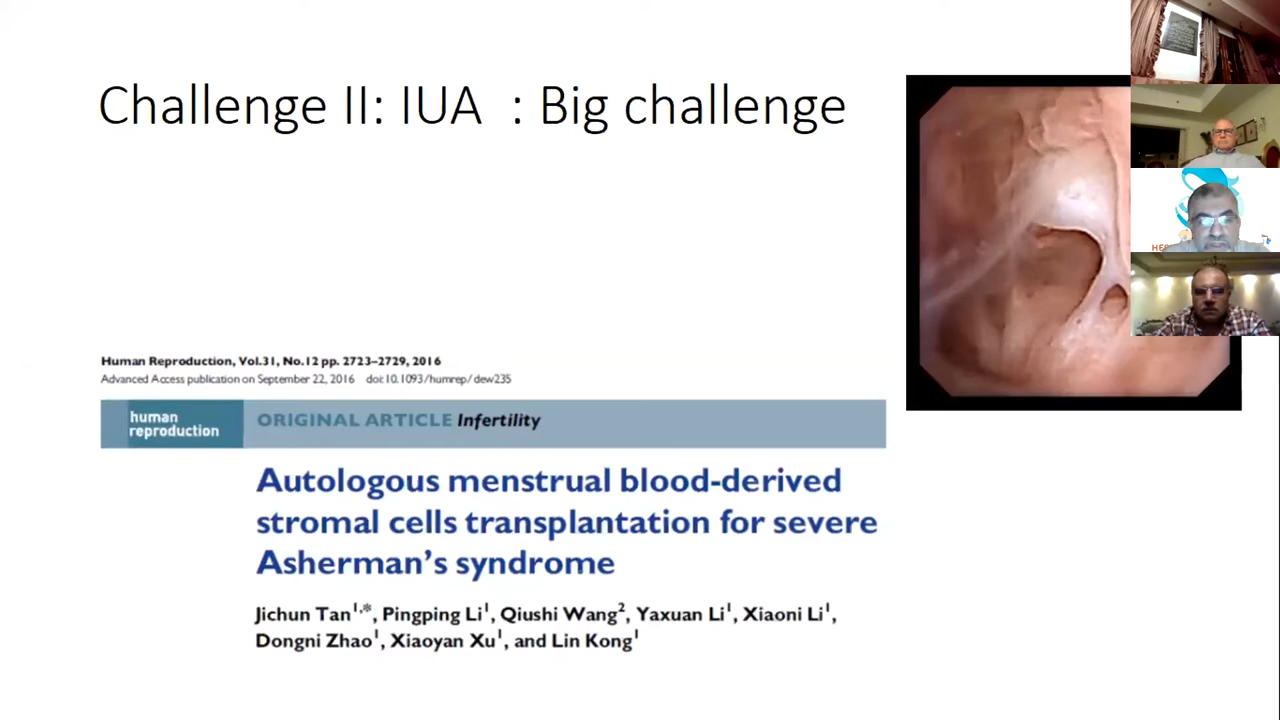 Challenge II: IUA : Big challenge
Human Reproduction, Vol.31, No.12 pp. 2723–2729, 2016
Advanced Access publication on September 22, 2016 doi:10.1093/humrep/dew235
human
reproduction
ORIGINAL ARTICLE Infertility
Autologous menstrual blood-derived
stromal cells transplantation for severe
Asherman's syndrome
Jichun Tan1,*, Pingping Li1, Qiushi Wang2, Yaxuan Li1, Xiaoni Li1,
Dongni Zhao1, Xiaoyan Xu1, and Lin Kong1